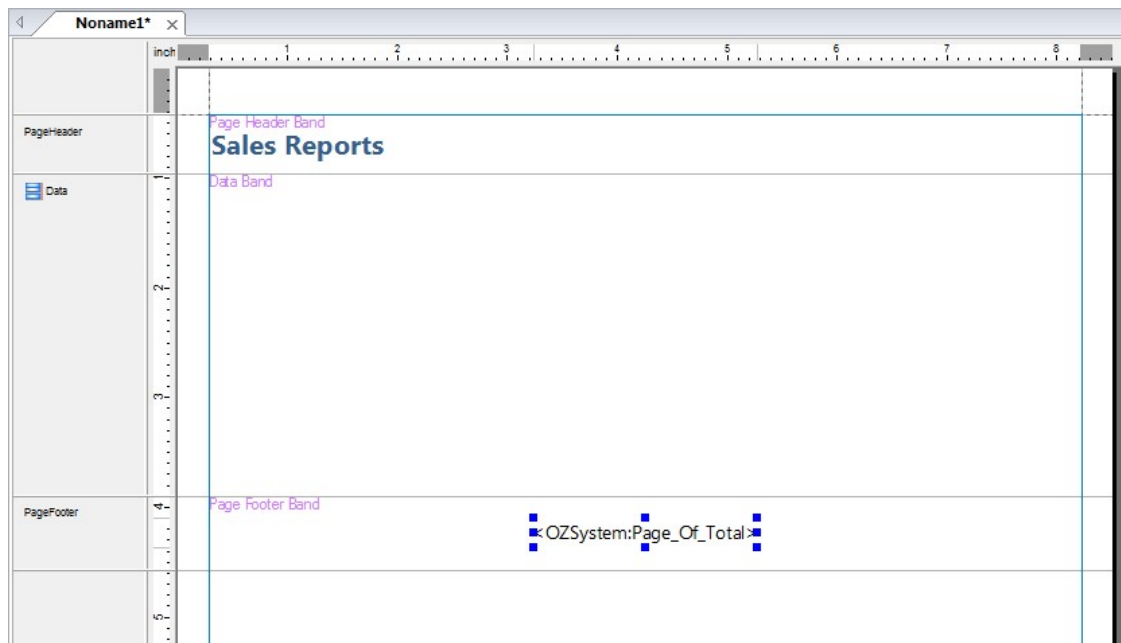 Noname1*
inch 1 2 3 4 5 6 7 8
PageHeader
Page Header Band
Sales Reports
1
Data
Data Band
2
3
4
PageFooter
Page Footer Band
<OZSystem:Page_Of_Total>
5